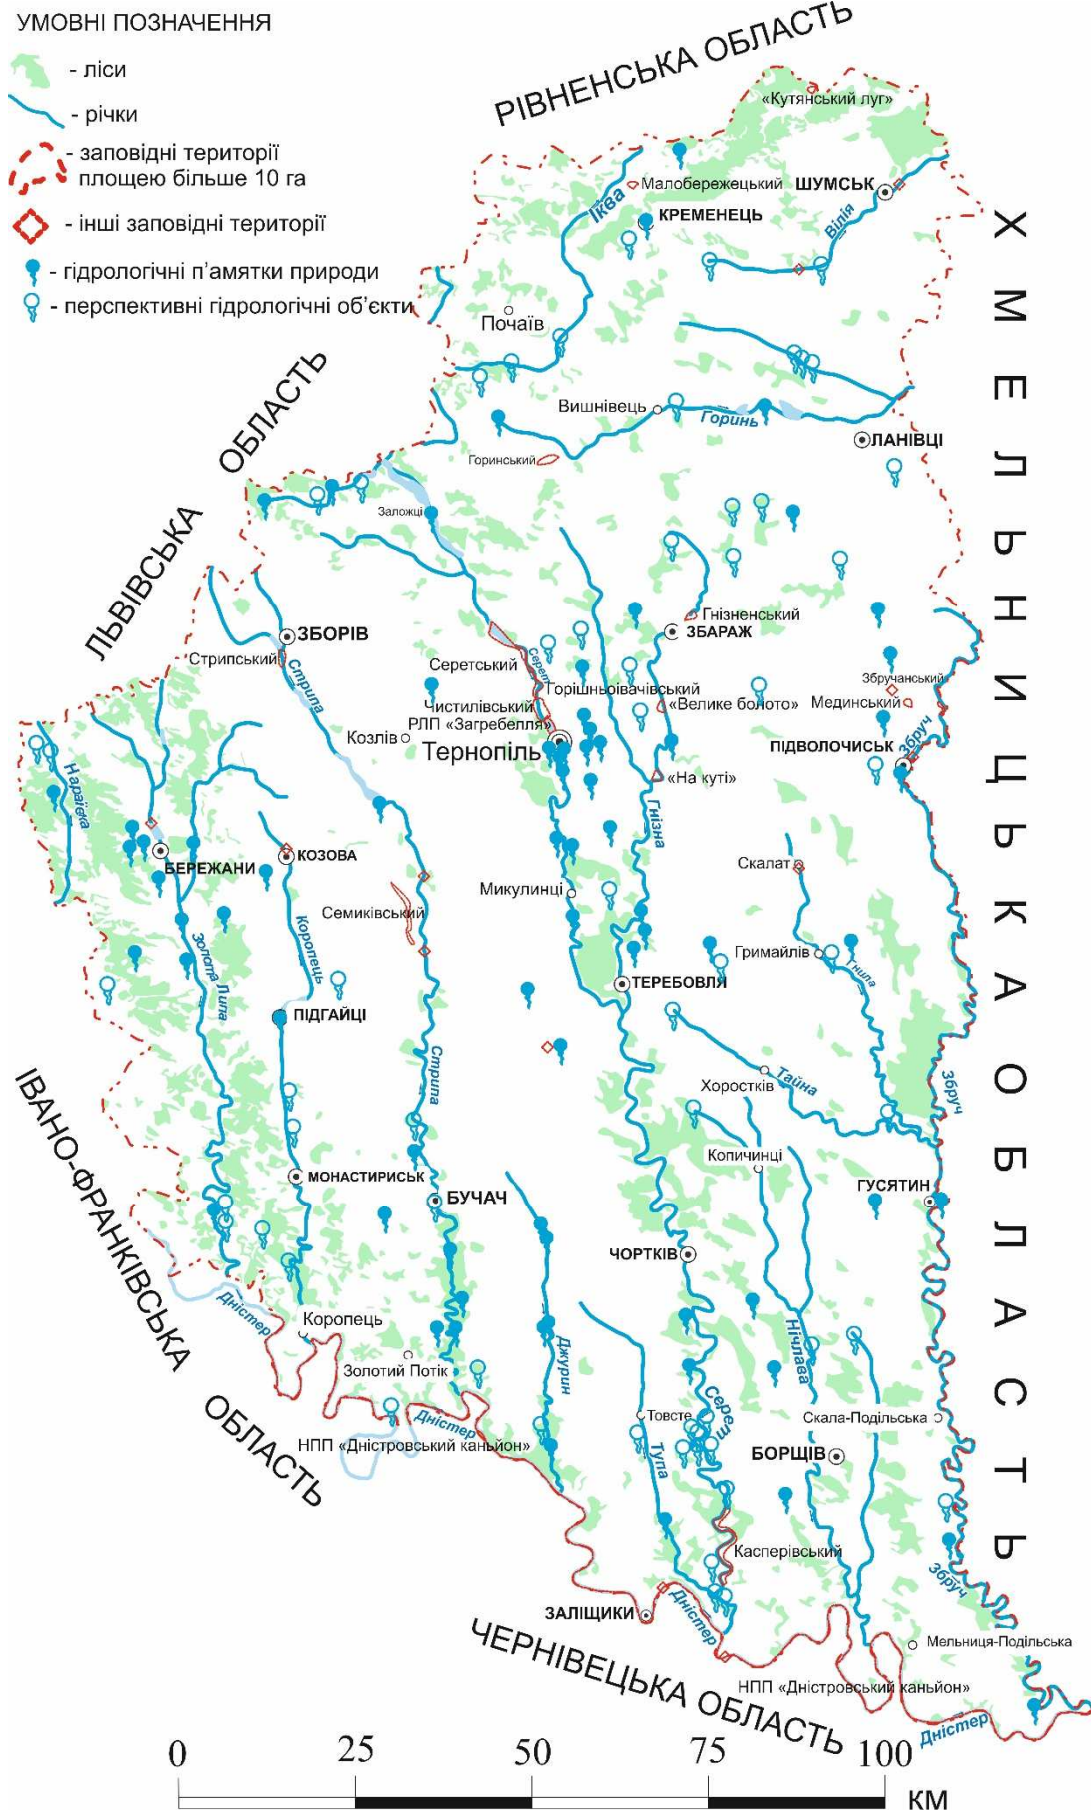 УМОВНІ ПОЗНАЧЕННЯ
- ліси
- річки
- заповідні території
площею більше 10 га
- інші заповідні території
- гідрологічні п’амятки природи
- перспективні гідрологічні об’єкти
РІВНЕНСЬКА ОБЛАСТЬ
«Кутянський луг»
Малобережецький
ШУМСЬК
Іква
КРЕМЕНЕЦЬ
Вілія
Почаїв
ХМЕЛЬНИЦЬКА ОБЛАСТЬ
ЛЬВІВСЬКА
ОБЛАСТЬ
Вишнівець
Горинь
ЛАНІВЦІ
Горинський
Заложці
Гнізненський
ЗБАРАЖ
ЗБОРІВ
Стрипський
Стрипа
Серетський
Серет
Горішньоівачівський
Збручанський
Чистилівський
«Велике болото»
Мединський
РЛП «Загребелля»
Козлів
Тернопіль
ПІДВОЛОЧИСЬК
Збруч
«На куті»
Нараївка
Гнізна
БЕРЕЖАНИ
КОЗОВА
Скалат
Микулинці
Семиківський
Коропець
Золота Липа
Гримайлів
Гнила
ТЕРЕБОВЛЯ
ПІДГАЙЦІ
Стрипа
Хоростків
Тайна
Збруч
ІВАНО-ФРАНКІВСЬКА
ОБЛАСТЬ
Копичинці
МОНАСТИРИСЬК
БУЧАЧ
ГУСЯТИН
ЧОРТКІВ
Дністер
Коропець
Нічлава
Джурин
Золотий Потік
Серет
Дністер
Товсте
Скала-Подільська
НПП «Дністровський каньйон»
Тупа
БОРЩІВ
Касперівський
Збруч
ЗАЛІЩИКИ
Дністер
ЧЕРНІВЕЦЬКА ОБЛАСТЬ
Мельниця-Подільська
НПП «Дністровський каньйон»
Дністер
0 25 50 75 100
КМ